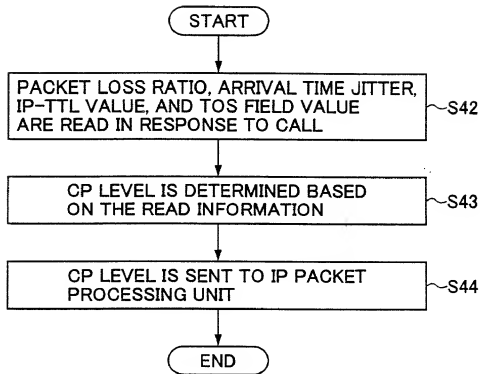 START
PACKET LOSS RATIO, ARRIVAL TIME JITTER,
IP-TTL VALUE, AND TOS FIELD VALUE
ARE READ IN RESPONSE TO CALL
S42
CP LEVEL IS DETERMINED BASED
ON THE READ INFORMATION
S43
CP LEVEL IS SENT TO IP PACKET
PROCESSING UNIT
S44
END